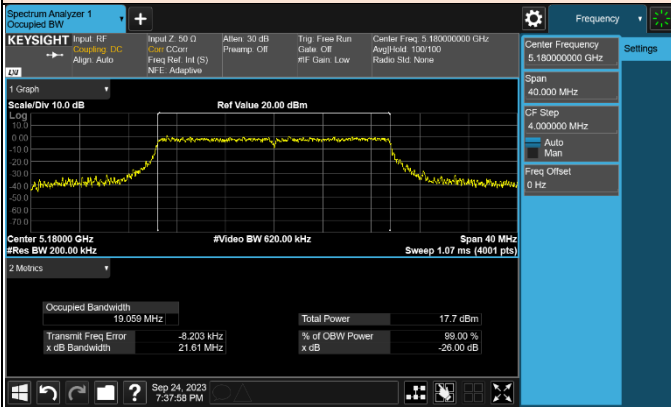 Spectrum Analyzer 1
Occupied BW
Frequency
KEYSIGHT
Input: RF
Coupling: DC
Align: Auto
Input Z: 50 Ω
Corr CCorr
Freq Ref: Int (S)
NFE: Adaptive
Atten: 30 dB
Preamp: Off
Trig: Free Run
Gate: Off
#IF Gain: Low
Center Freq: 5.180000000 GHz
Avg|Hold: 100/100
Radio Std: None
LXI
Center Frequency
5.180000000 GHz
Settings
Span
40.000 MHz
CF Step
4.000000 MHz
Auto
Man
Freq Offset
0 Hz
1 Graph
Scale/Div 10.0 dB
Ref Value 20.00 dBm
Log
10.0
0.00
-10.0
-20.0
-30.0
-40.0
-50.0
-60.0
-70.0
Center 5.18000 GHz
#Video BW 620.00 kHz
Span 40 MHz
#Res BW 200.00 kHz
Sweep 1.07 ms (4001 pts)
2 Metrics
Occupied Bandwidth
19.059 MHz
Total Power 17.7 dBm
Transmit Freq Error -8.203 kHz
% of OBW Power 99.00 %
x dB Bandwidth 21.61 MHz
x dB -26.00 dB
?
Sep 24, 2023
7:37:58 PM